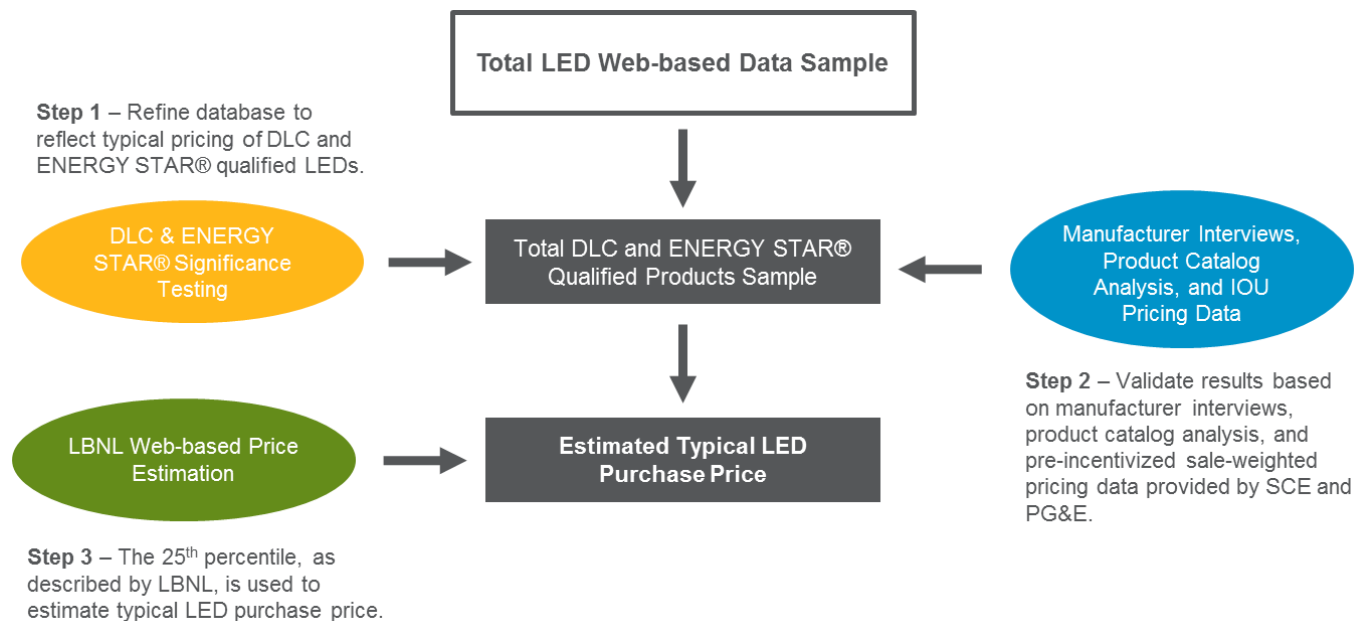 Total LED Web-based Data Sample
Step 1 – Refine database to
reflect typical pricing of DLC and
ENERGY STAR® qualified LEDs.
DLC & ENERGY
STAR® Significance
Testing
Total DLC and ENERGY STAR®
Qualified Products Sample
Manufacturer Interviews,
Product Catalog
Analysis, and IOU
Pricing Data
Step 2 – Validate results based
on manufacturer interviews,
product catalog analysis, and
pre-incentivized sale-weighted
pricing data provided by SCE and
PG&E.
LBNL Web-based Price
Estimation
Estimated Typical LED
Purchase Price
Step 3 – The 25th percentile, as
described by LBNL, is used to
estimate typical LED purchase price.